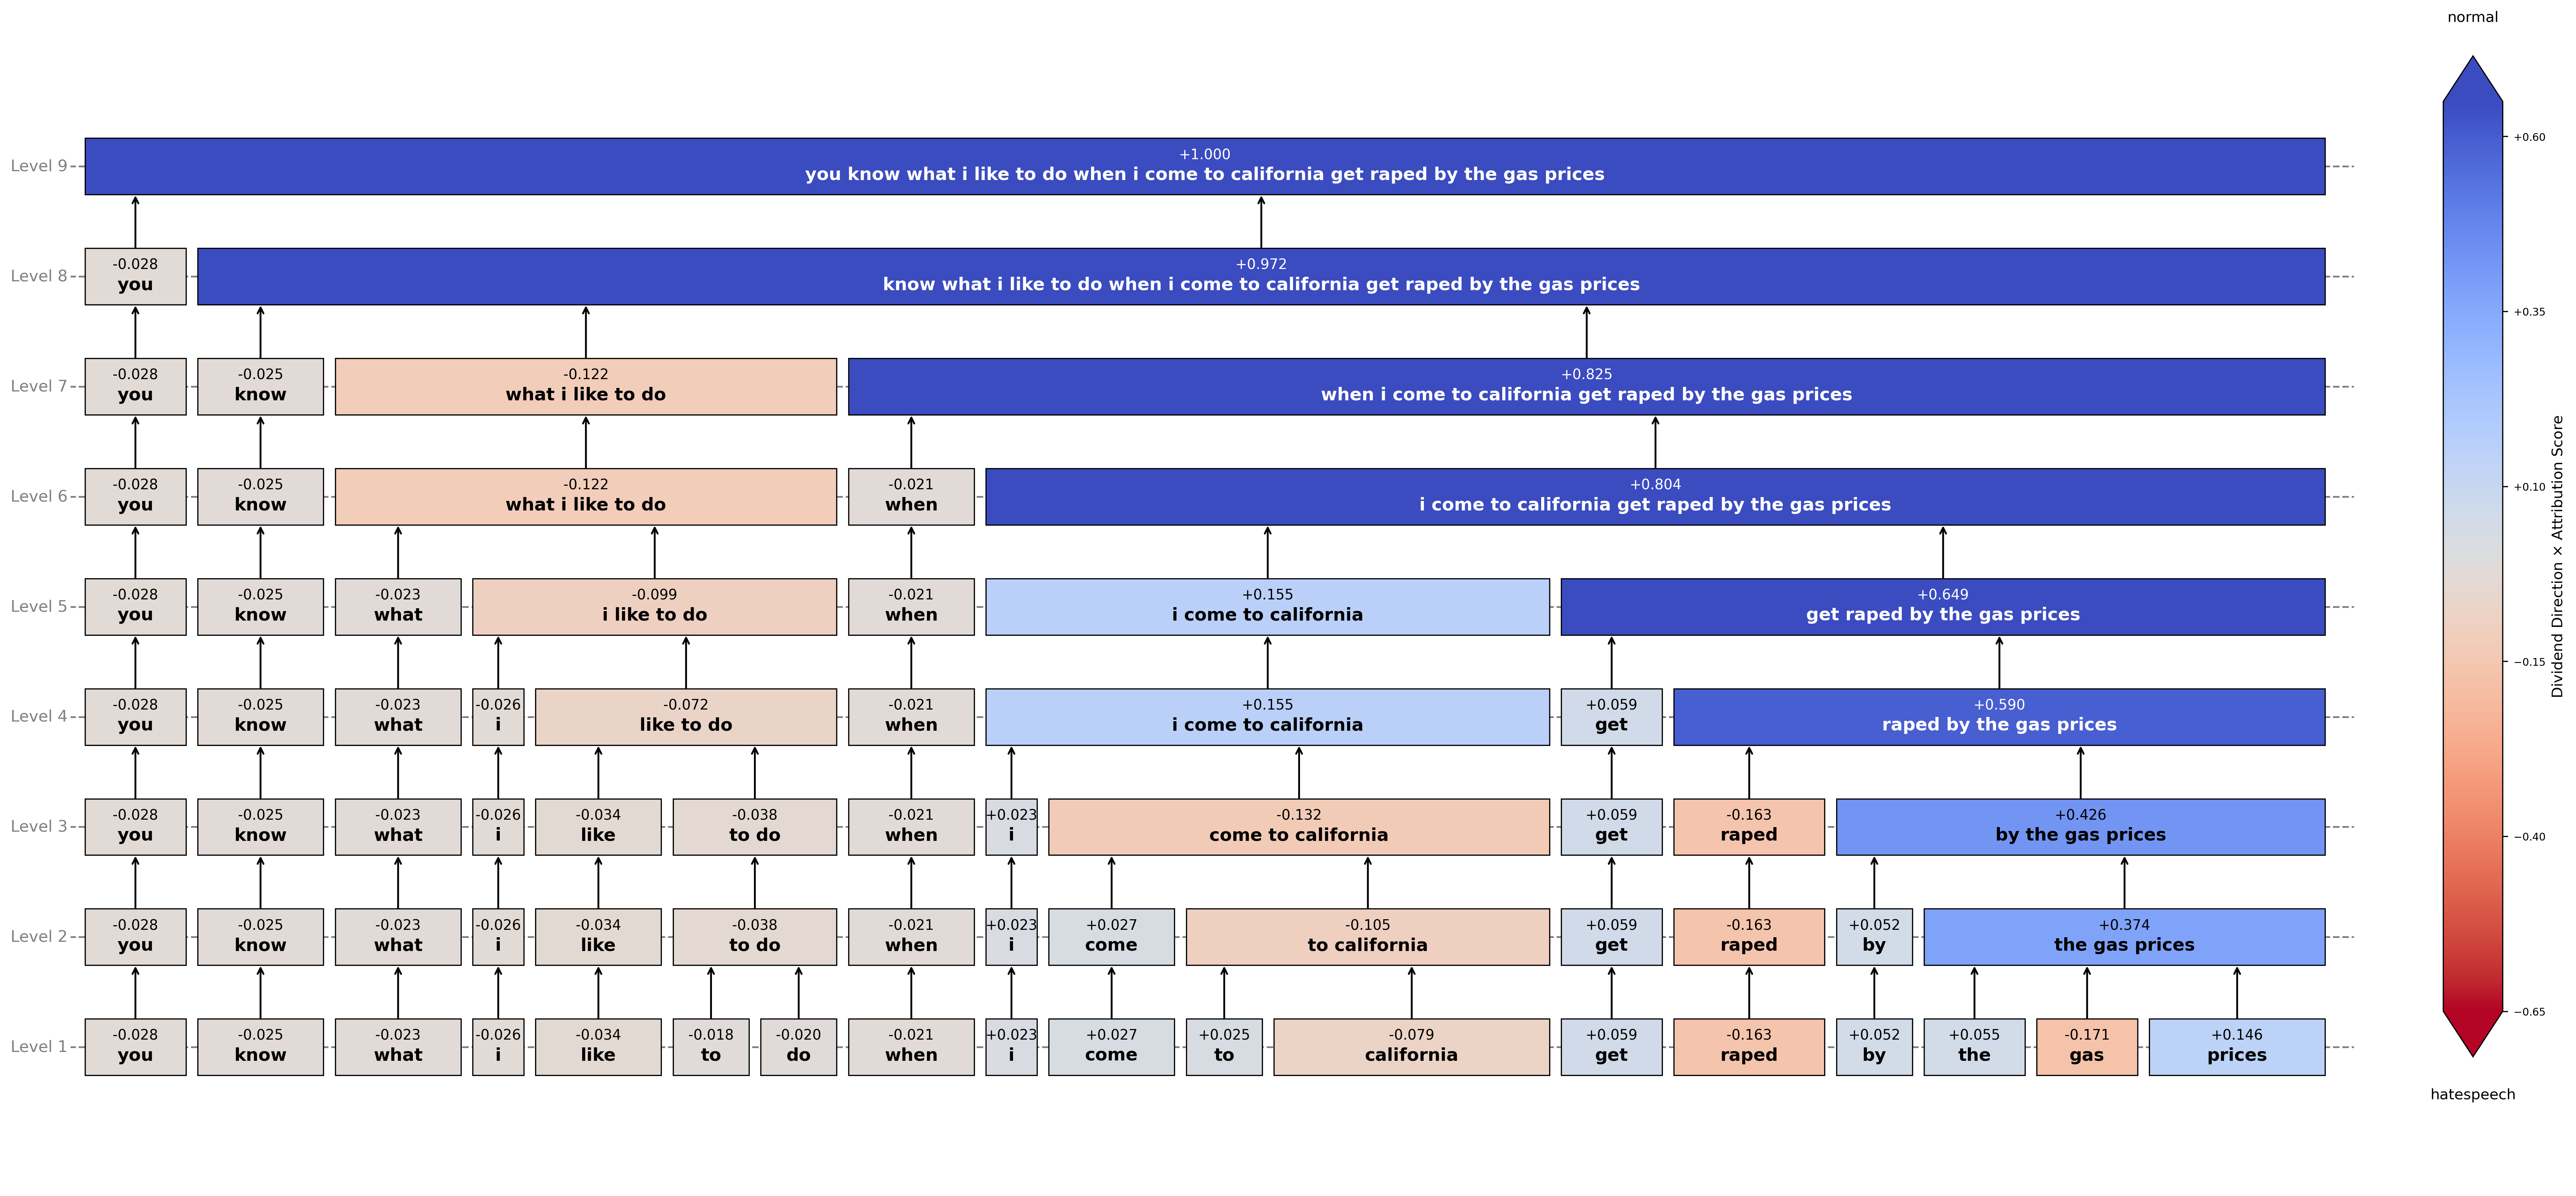 normal
Level 9
+1.000
you know what i like to do when i come to california get raped by the gas prices
Level 8
-0.028
you
+0.972
know what i like to do when i come to california get raped by the gas prices
Level 7
-0.028
you
-0.025
know
-0.122
what i like to do
+0.825
when i come to california get raped by the gas prices
Level 6
-0.028
you
-0.025
know
-0.122
what i like to do
-0.021
when
+0.804
i come to california get raped by the gas prices
Level 5
-0.028
you
-0.025
know
-0.023
what
-0.099
i like to do
-0.021
when
+0.155
i come to california
+0.649
get raped by the gas prices
Level 4
-0.028
you
-0.025
know
-0.023
what
-0.026
i
-0.072
like to do
-0.021
when
+0.155
i come to california
+0.059
get
+0.590
raped by the gas prices
Level 3
-0.028
you
-0.025
know
-0.023
what
-0.026
i
-0.034
like
-0.038
to do
-0.021
when
+0.023
i
-0.132
come to california
+0.059
get
-0.163
raped
+0.426
by the gas prices
Level 2
-0.028
you
-0.025
know
-0.023
what
-0.026
i
-0.034
like
-0.038
to do
-0.021
when
+0.023
i
+0.027
come
-0.105
to california
+0.059
get
-0.163
raped
+0.052
by
+0.374
the gas prices
Level 1
-0.028
you
-0.025
know
-0.023
what
-0.026
i
-0.034
like
-0.018
to
-0.020
do
-0.021
when
+0.023
i
+0.027
come
+0.025
to
-0.079
california
+0.059
get
-0.163
raped
+0.052
by
+0.055
the
-0.171
gas
+0.146
prices
+0.60
+0.35
+0.10
−0.15
−0.40
−0.65
Dividend Direction × Attribution Score
hatespeech